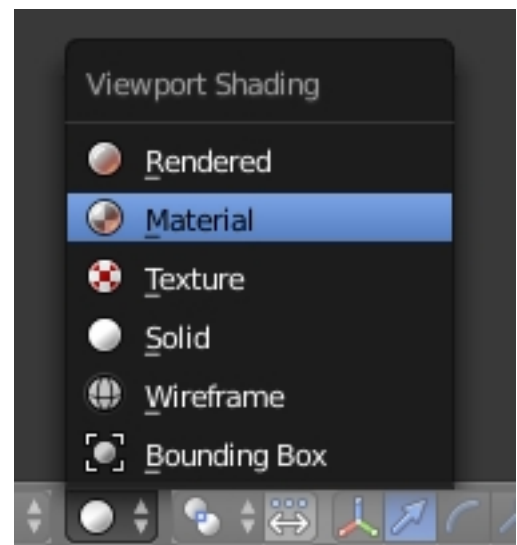 Viewport Shading
Rendered
Material
Texture
Solid
Wireframe
Bounding Box